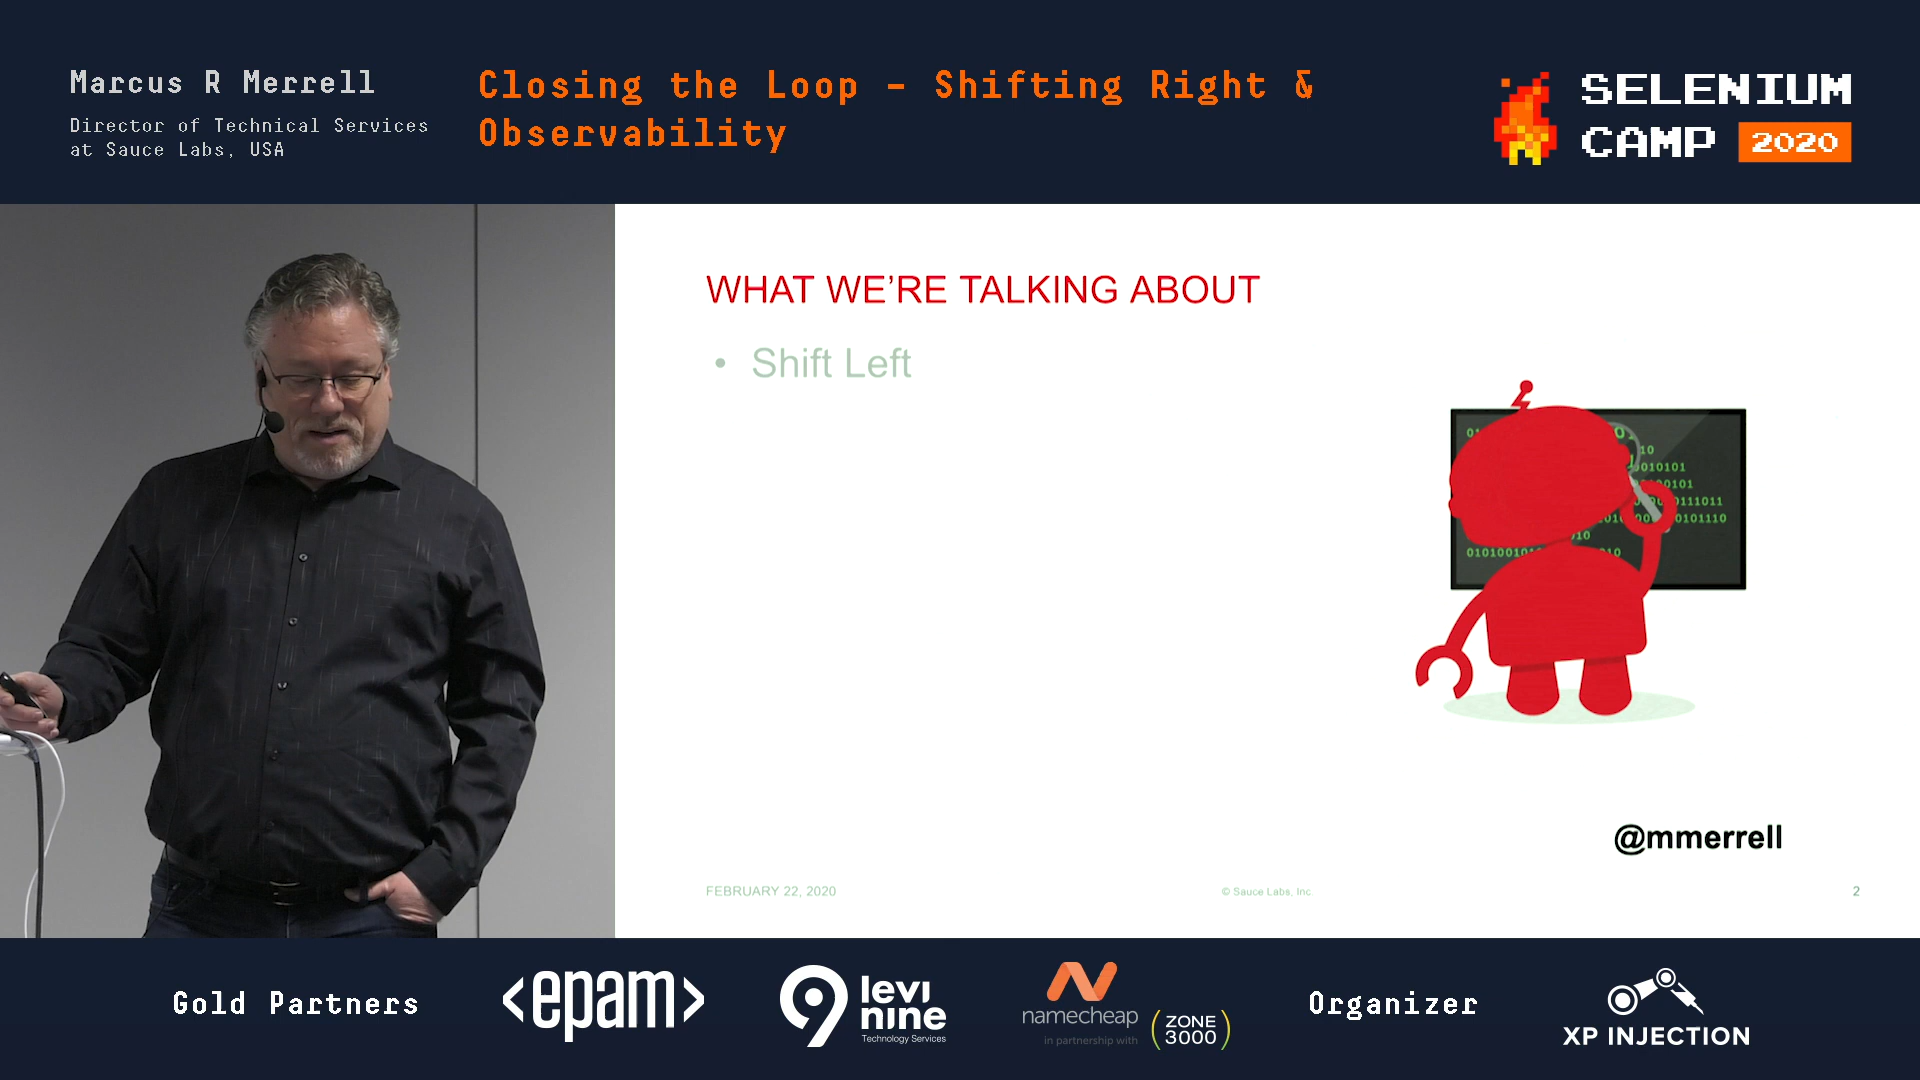 Marcus R Merrell
Director of Technical Services
at Sauce Labs, USA
Closing the Loop – Shifting Right &
Observability
SELENIUM
CAMP 2020
WHAT WE’RE TALKING ABOUT
• Shift Left
@mmerrell
FEBRUARY 22, 2020
© Sauce Labs, Inc.
2
Gold Partners
<epam>
9 levi
nine
Technology Services
namecheap
in partnership with
(ZONE
3000)
Organizer
XP INJECTION